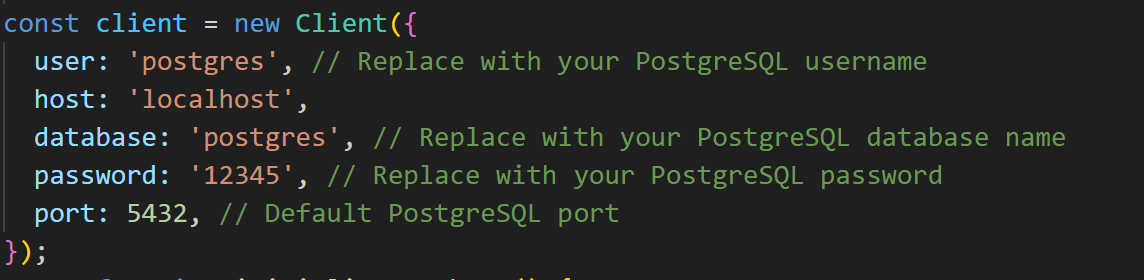 const client = new Client({
  user: 'postgres', // Replace with your PostgreSQL username
  host: 'localhost',
  database: 'postgres', // Replace with your PostgreSQL database name
  password: '12345', // Replace with your PostgreSQL password
  port: 5432, // Default PostgreSQL port
});